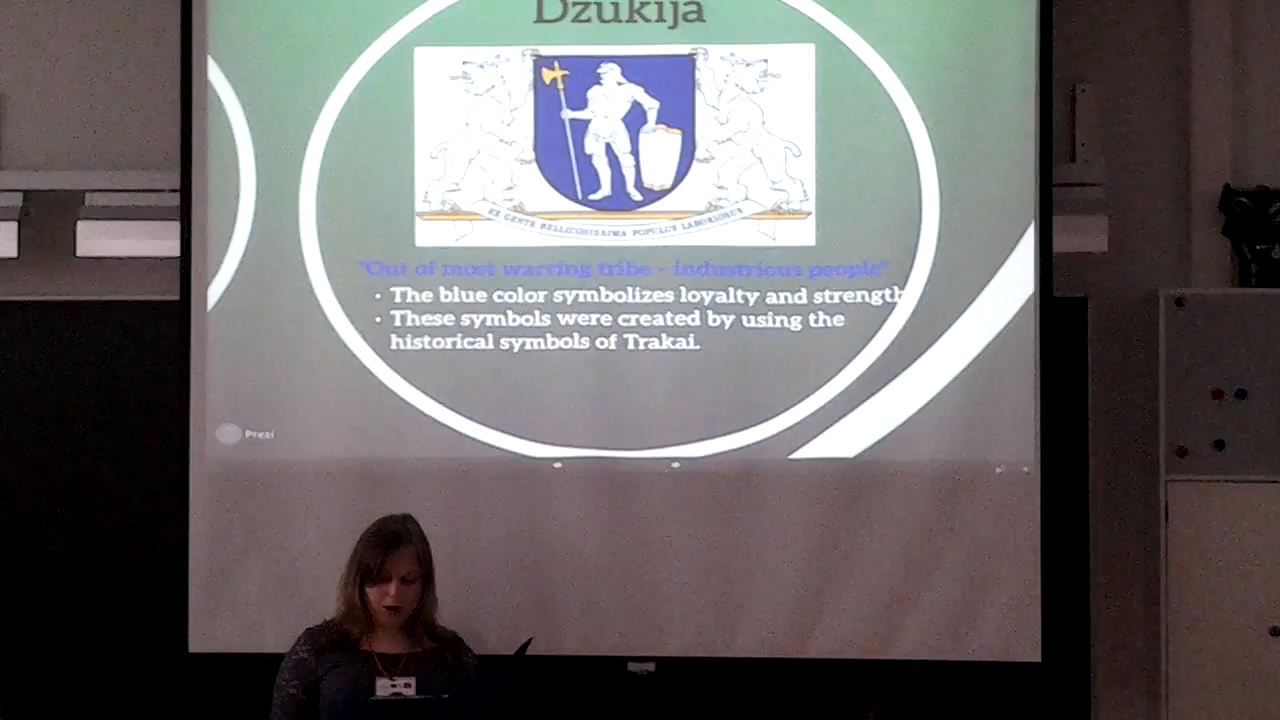 Dzūkija
EX GENTE BELLICOSISSIMA POPULUS LABORIOSUS
"Out of most warring tribe - industrious people"
• The blue color symbolizes loyalty and strength
• These symbols were created by using the
historical symbols of Trakai.
Prezi